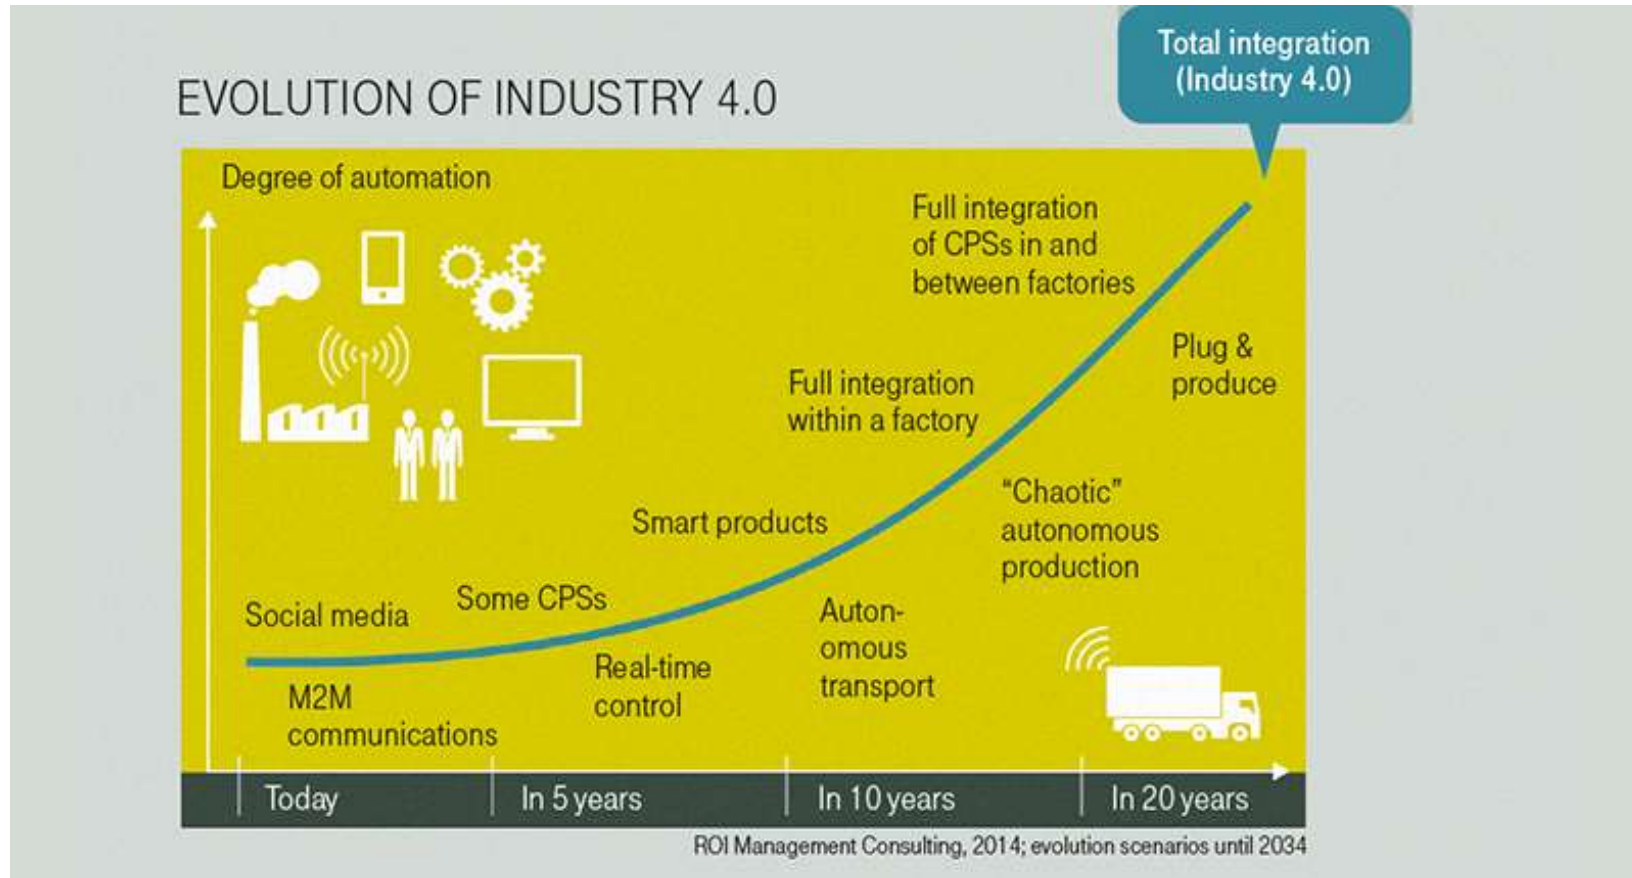 Total integration
(Industry 4.0)
EVOLUTION OF INDUSTRY 4.0
Degree of automation
Full integration
of CPSs in and
between factories
Plug &
produce
Full integration
within a factory
"Chaotic"
autonomous
production
Smart products
Some CPSs
Social media
Auton-
omous
transport
Real-time
control
M2M
communications
Today
In 5 years
In 10 years
In 20 years
ROI Management Consulting, 2014; evolution scenarios until 2034